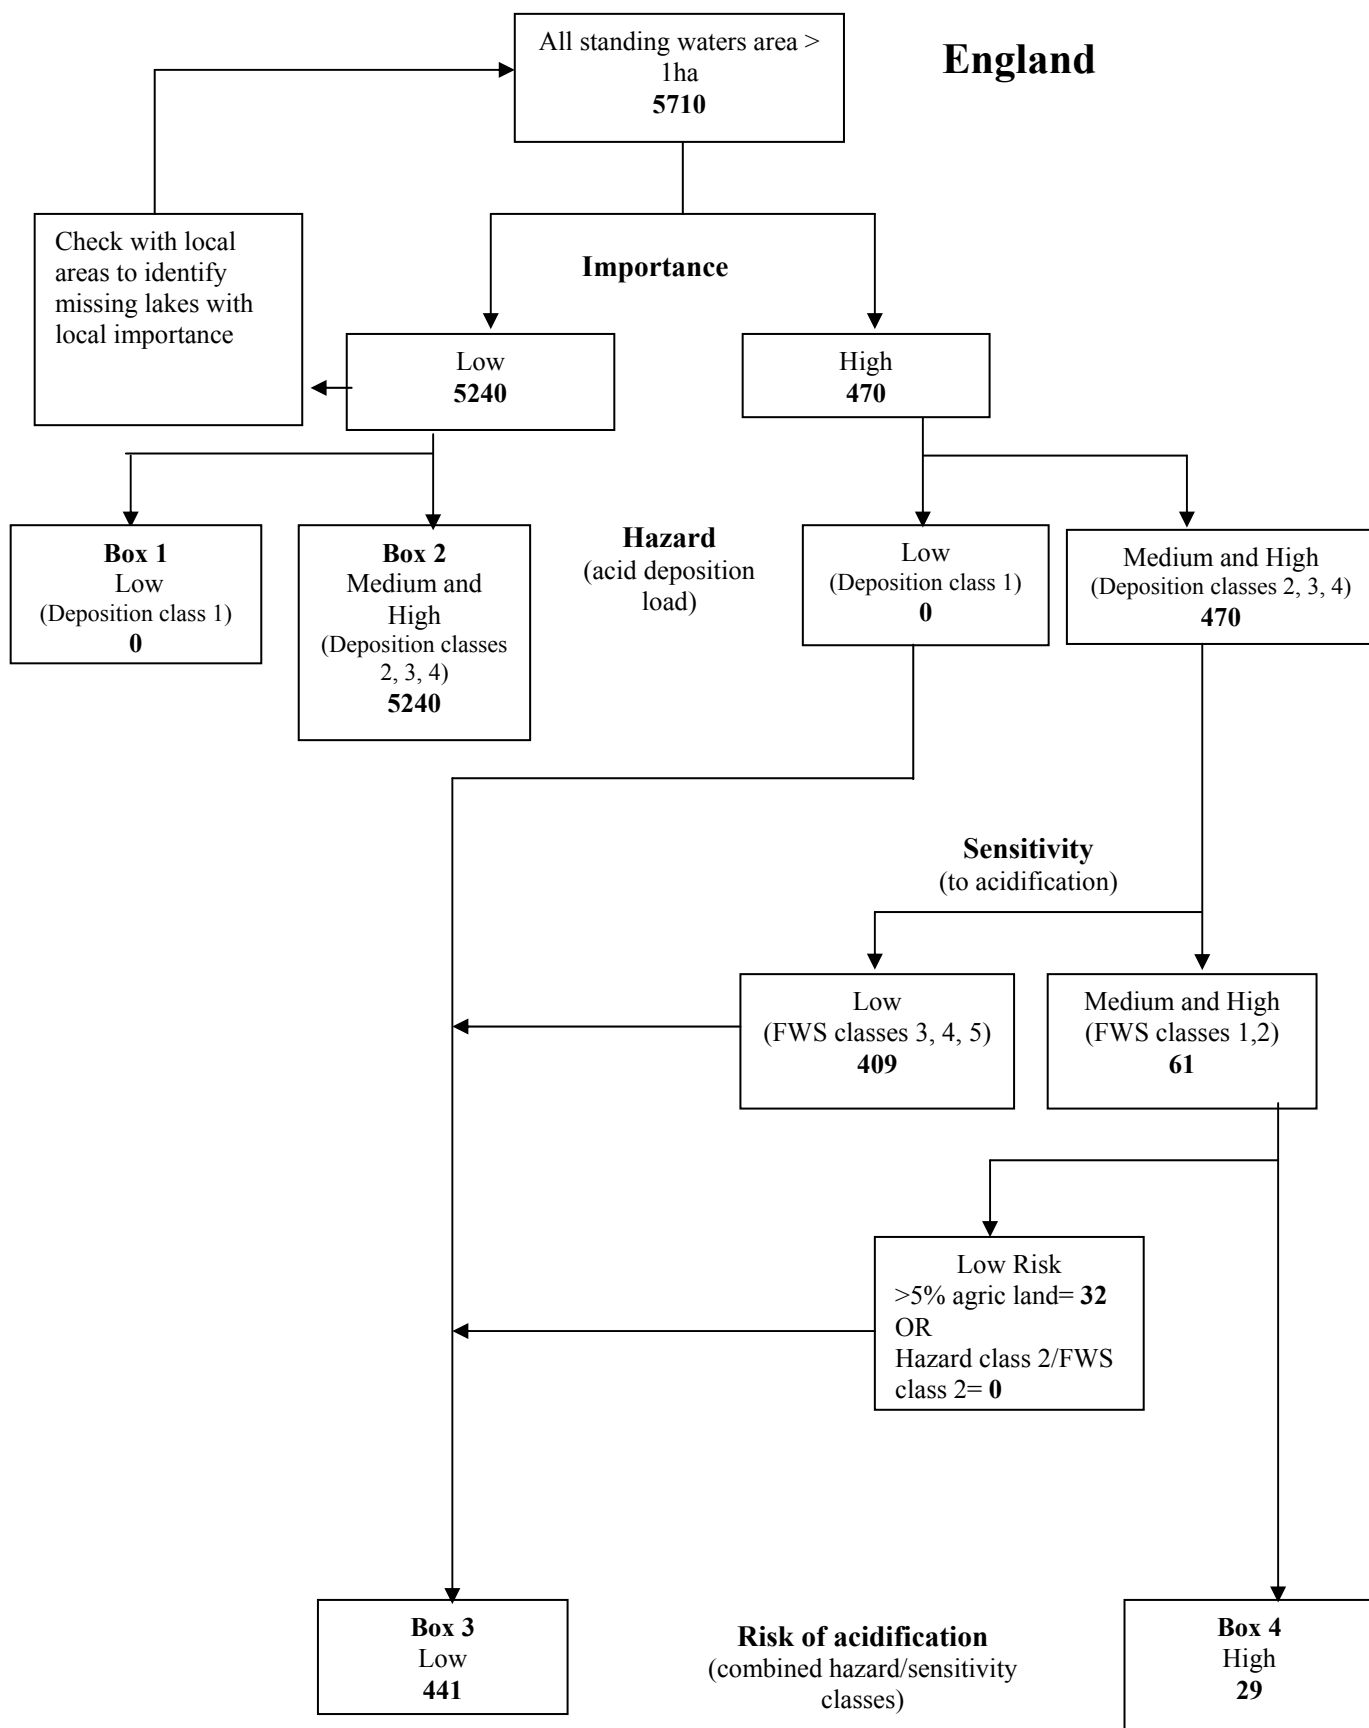 All standing waters area >
1ha
5710
England
Check with local
areas to identify
missing lakes with
local importance
Importance
Low
5240
High
470
Box 1
Low
(Deposition class 1)
0
Box 2
Medium and
High
(Deposition classes
2, 3, 4)
5240
Hazard
(acid deposition
load)
Low
(Deposition class 1)
0
Medium and High
(Deposition classes 2, 3, 4)
470
Sensitivity
(to acidification)
Low
(FWS classes 3, 4, 5)
409
Medium and High
(FWS classes 1,2)
61
Low Risk
>5% agric land= 32
OR
Hazard class 2/FWS
class 2= 0
Box 3
Low
441
Risk of acidification
(combined hazard/sensitivity
classes)
Box 4
High
29